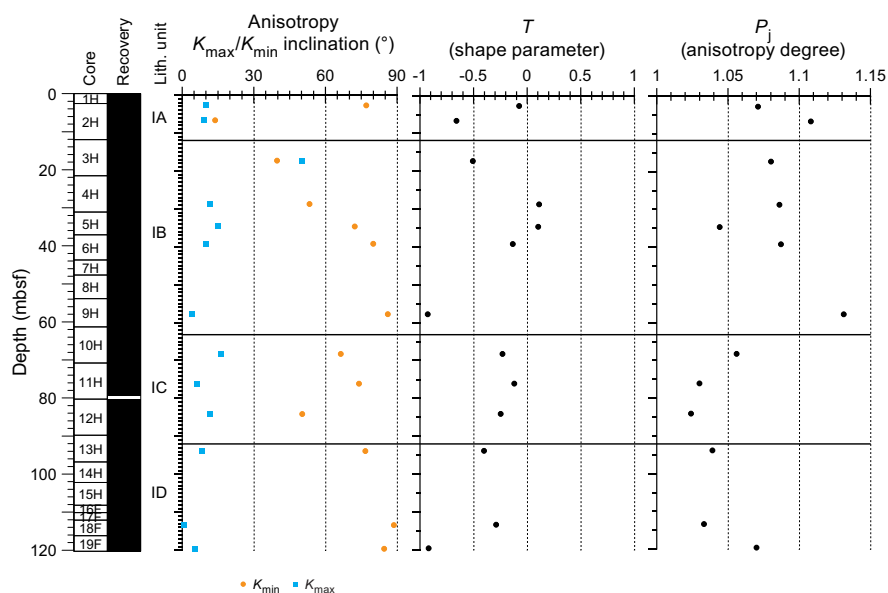 Core
Recovery
Lith. unit
Anisotropy
Kmax/Kmin inclination (°)
T
(shape parameter)
Pj
(anisotropy degree)
0 30 60 90
-1 -0.5 0 0.5 1
1 1.05 1.11 1.15
Depth (mbsf)
0
20
40
60
80
100
120
1H
2H
3H
4H
5H
6H
7H
8H
9H
10H
11H
12H
13H
14H
15H
16F
17F
18F
19F
IA
IB
IC
ID
Kmin Kmax